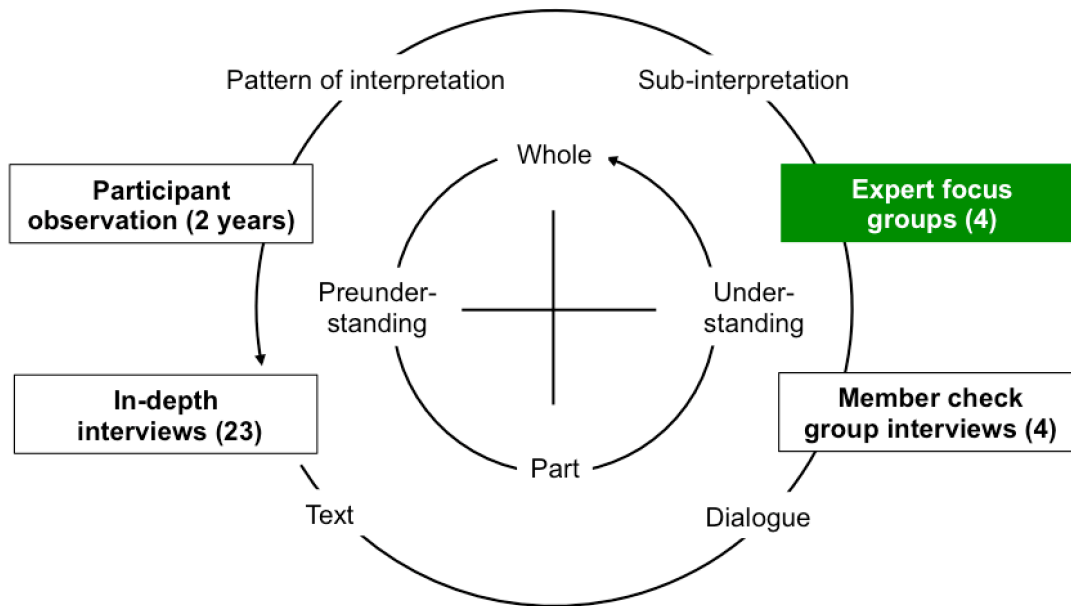 Pattern of interpretation
Sub-interpretation
Whole
Participant
observation (2 years)
Expert focus
groups (4)
Preunder-
standing
Under-
standing
In-depth
interviews (23)
Member check
group interviews (4)
Part
Text
Dialogue